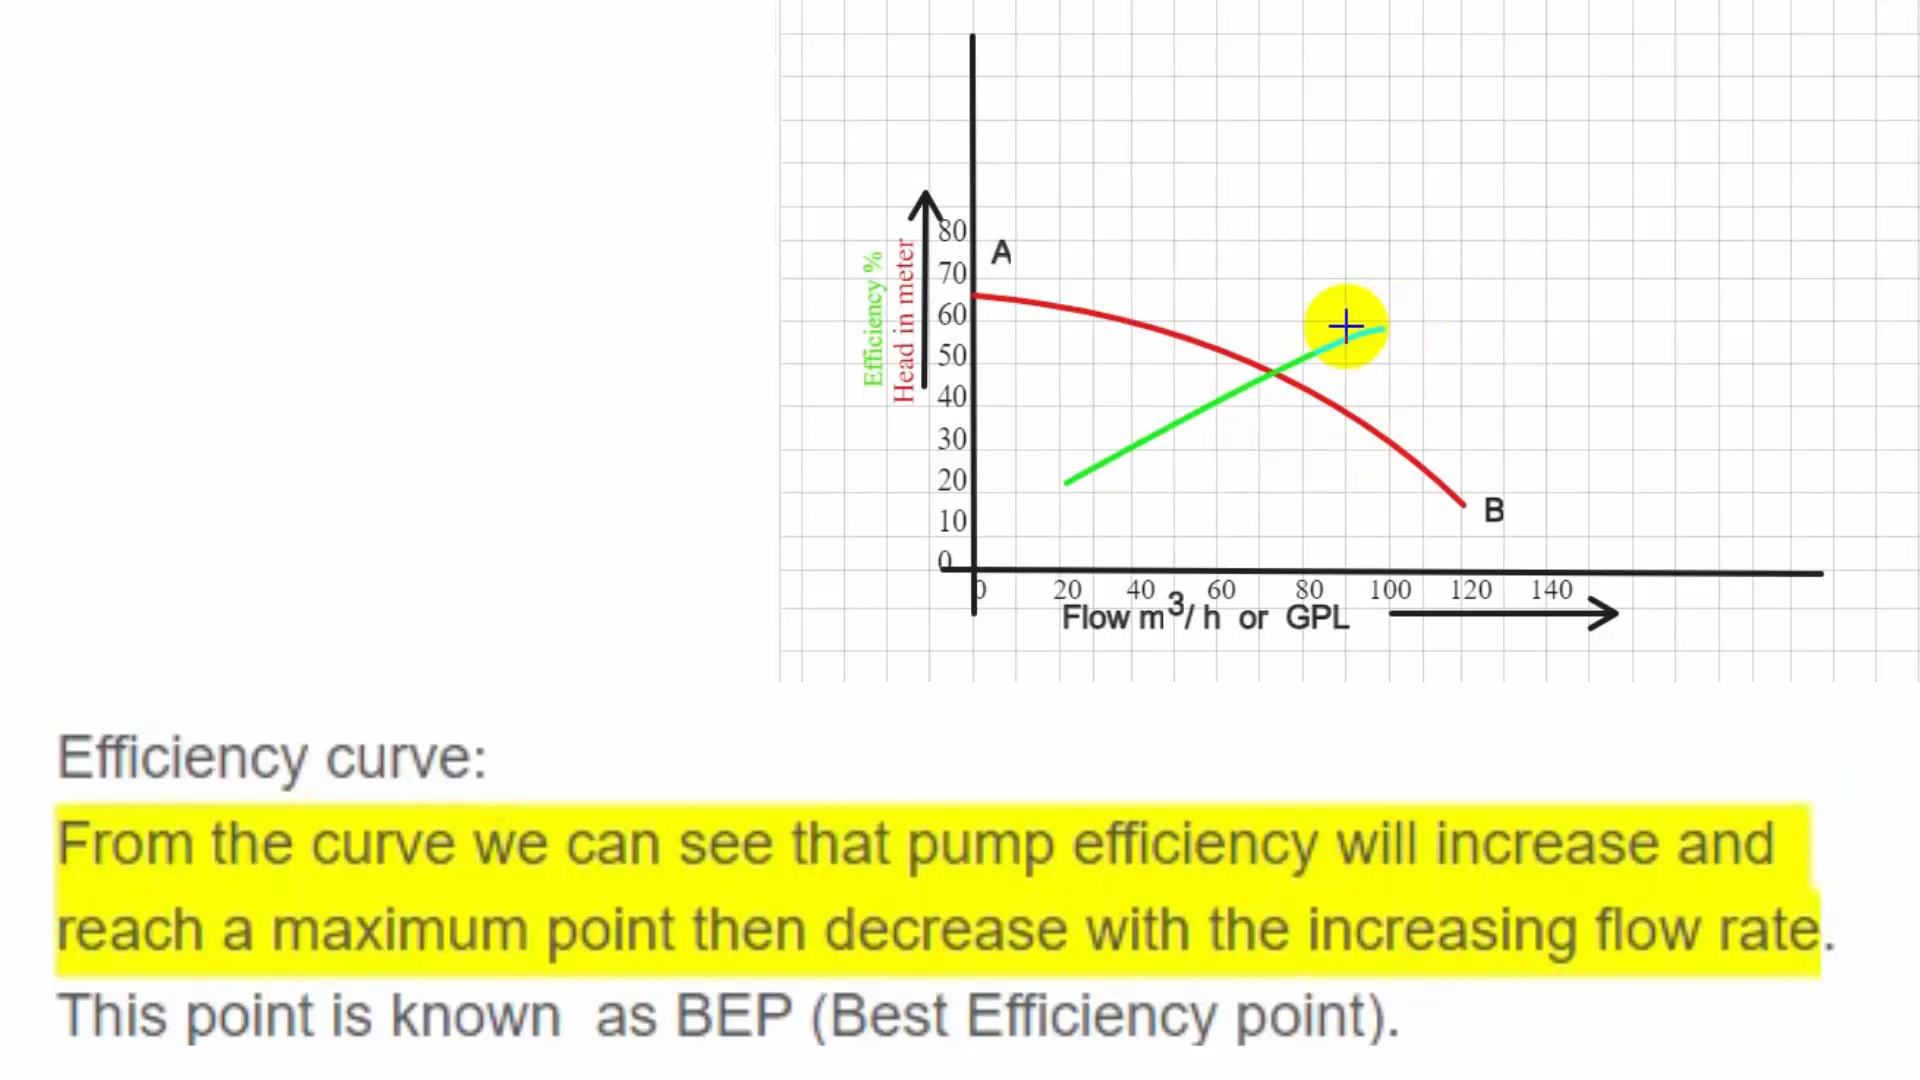 80
A
70
60
50
40
30
20
10
0
Efficiency %
Head in meter
B
0 20 40 60 80 100 120 140
Flow m³/ h or GPL
Efficiency curve:
From the curve we can see that pump efficiency will increase and
reach a maximum point then decrease with the increasing flow rate.
This point is known as BEP (Best Efficiency point).